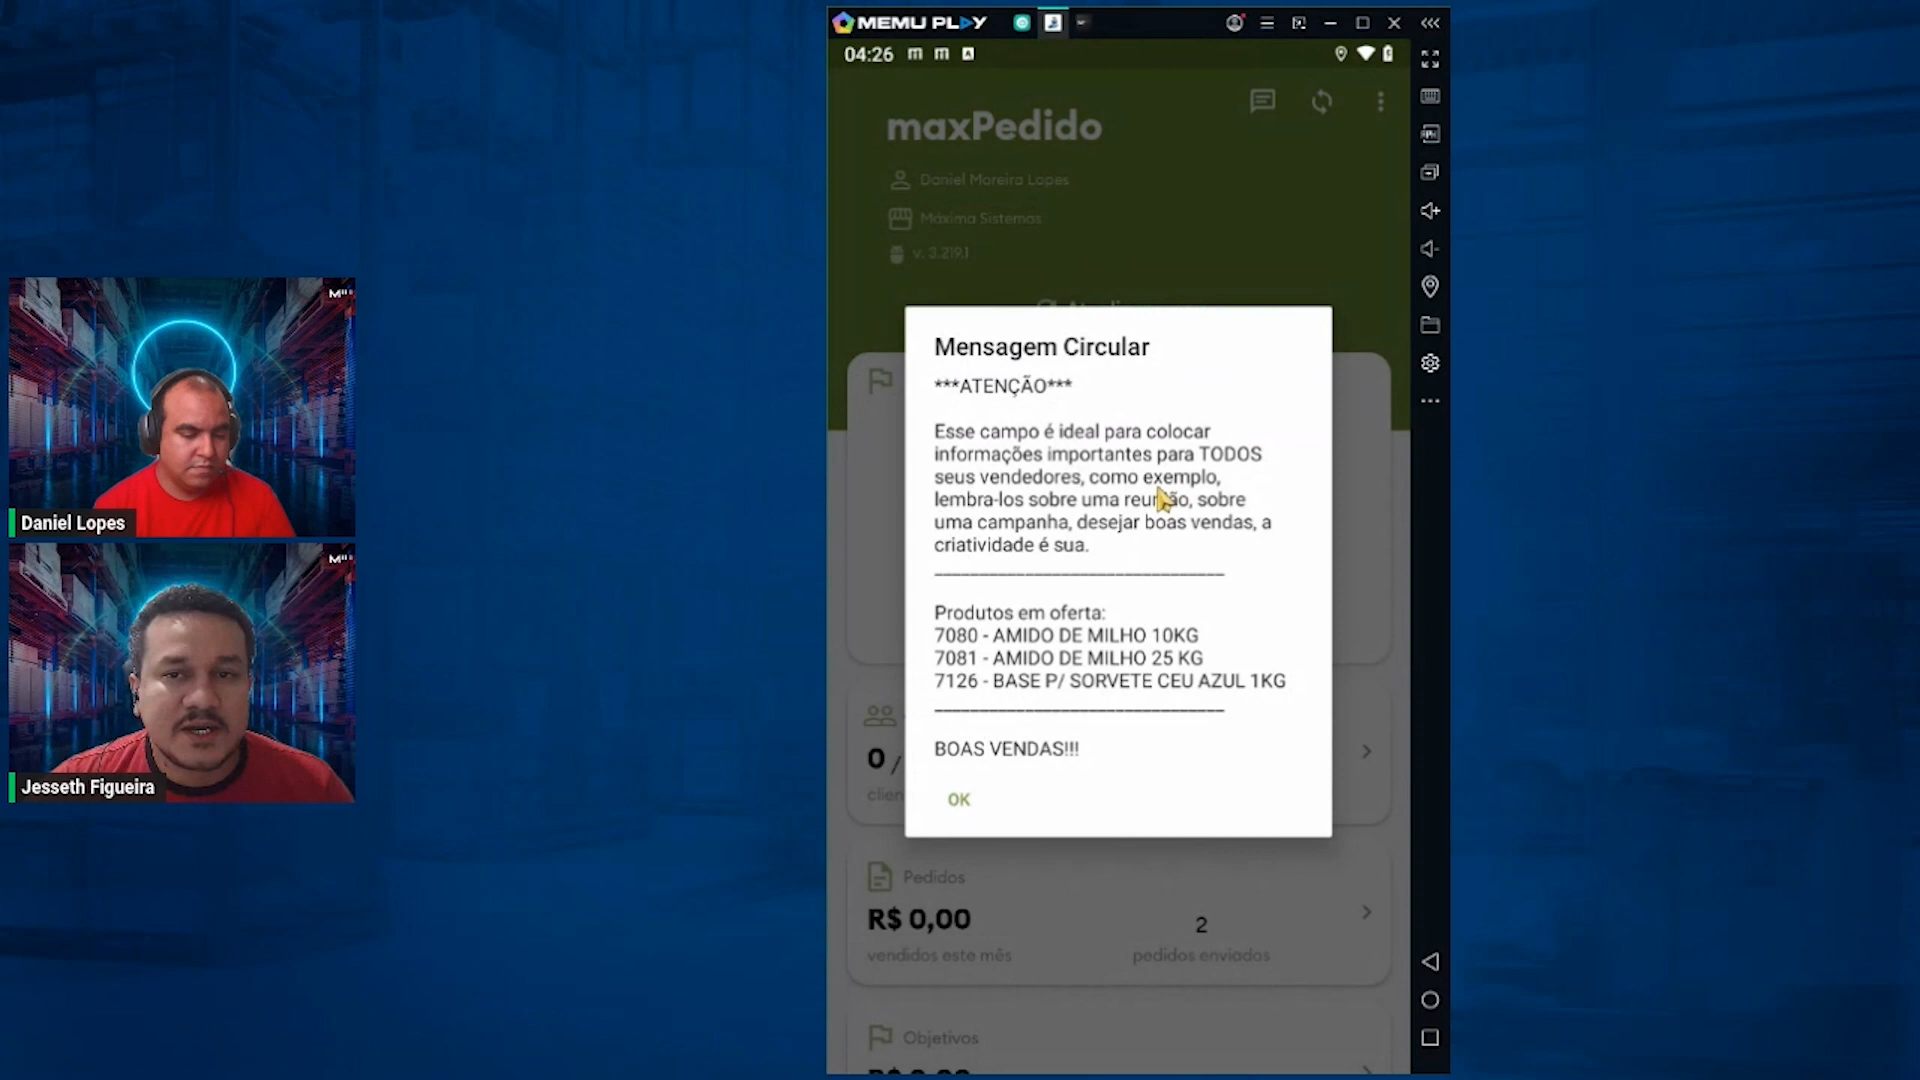 MEMU PLAY
04:26
maxPedido
Daniel Moreira Lopes
Máxima Sistemas
v. 3.219.1
Mensagem Circular
***ATENÇÃO***
Esse campo é ideal para colocar
informações importantes para TODOS
seus vendedores, como exemplo,
lembra-los sobre uma reunião, sobre
uma campanha, desejar boas vendas, a
criatividade é sua.
Produtos em oferta:
7080 - AMIDO DE MILHO 10KG
7081 - AMIDO DE MILHO 25 KG
7126 - BASE P/ SORVETE CEU AZUL 1KG
BOAS VENDAS!!!
OK
0 /
Pedidos
R$ 0,00
2
vendidos este mês
pedidos enviados
Objetivos
Daniel Lopes
Jesseth Figueira